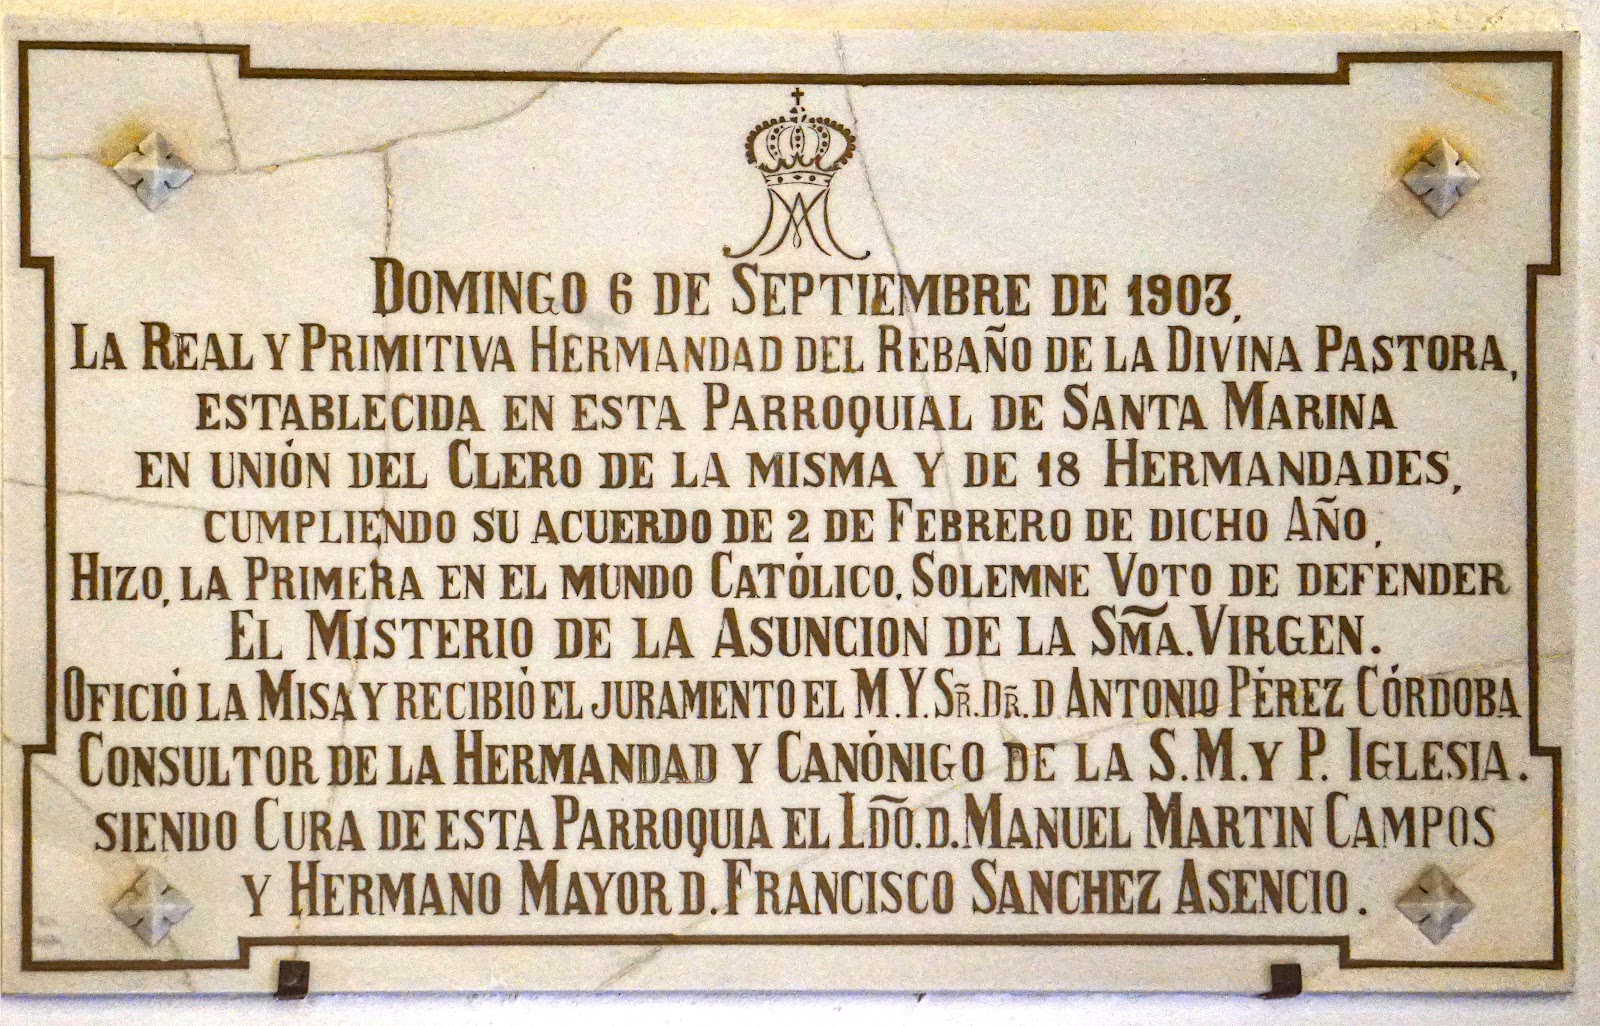 DOMINGO 6 DE SEPTIEMBRE DE 1903,
LA REAL Y PRIMITIVA HERMANDAD DEL REBAÑO DE LA DIVINA PASTORA,
ESTABLECIDA EN ESTA PARROQUIAL DE SANTA MARINA
EN UNIÓN DEL CLERO DE LA MISMA Y DE 18 HERMANDADES,
CUMPLIENDO SU ACUERDO DE 2 DE FEBRERO DE DICHO AÑO,
HIZO, LA PRIMERA EN EL MUNDO CATÓLICO, SOLEMNE VOTO DE DEFENDER
EL MISTERIO DE LA ASUNCION DE LA SM̃A. VIRGEN.
OFICIÓ LA MISA Y RECIBIÓ EL JURAMENTO EL M.Y. SR̃. DR̃. D ANTONIO PÉREZ CÓRDOBA
CONSULTOR DE LA HERMANDAD Y CANÓNIGO DE LA S.M. Y P. IGLESIA.
SIENDO CURA DE ESTA PARROQUIA EL LD̃O. D. MANUEL MARTIN CAMPOS
Y HERMANO MAYOR D. FRANCISCO SANCHEZ ASENCIO.